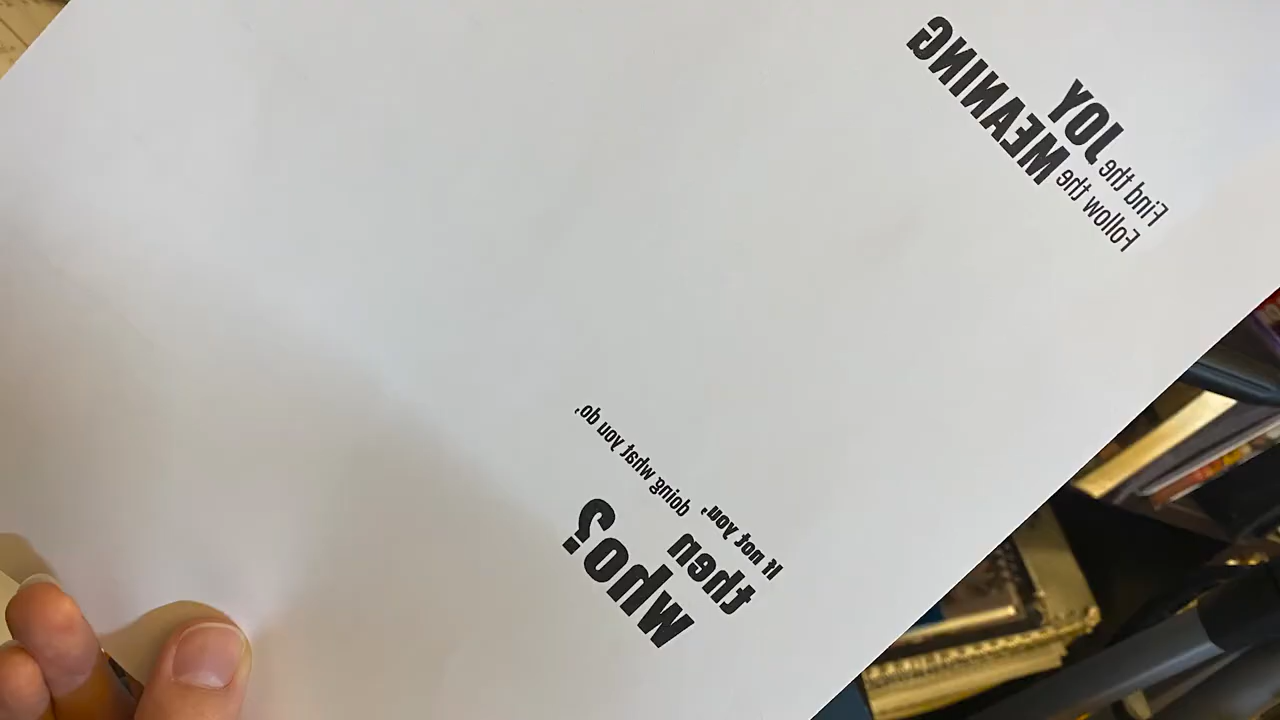 Find the JOY
Follow the MEANING
If not you,
doing what you do,
then
who?